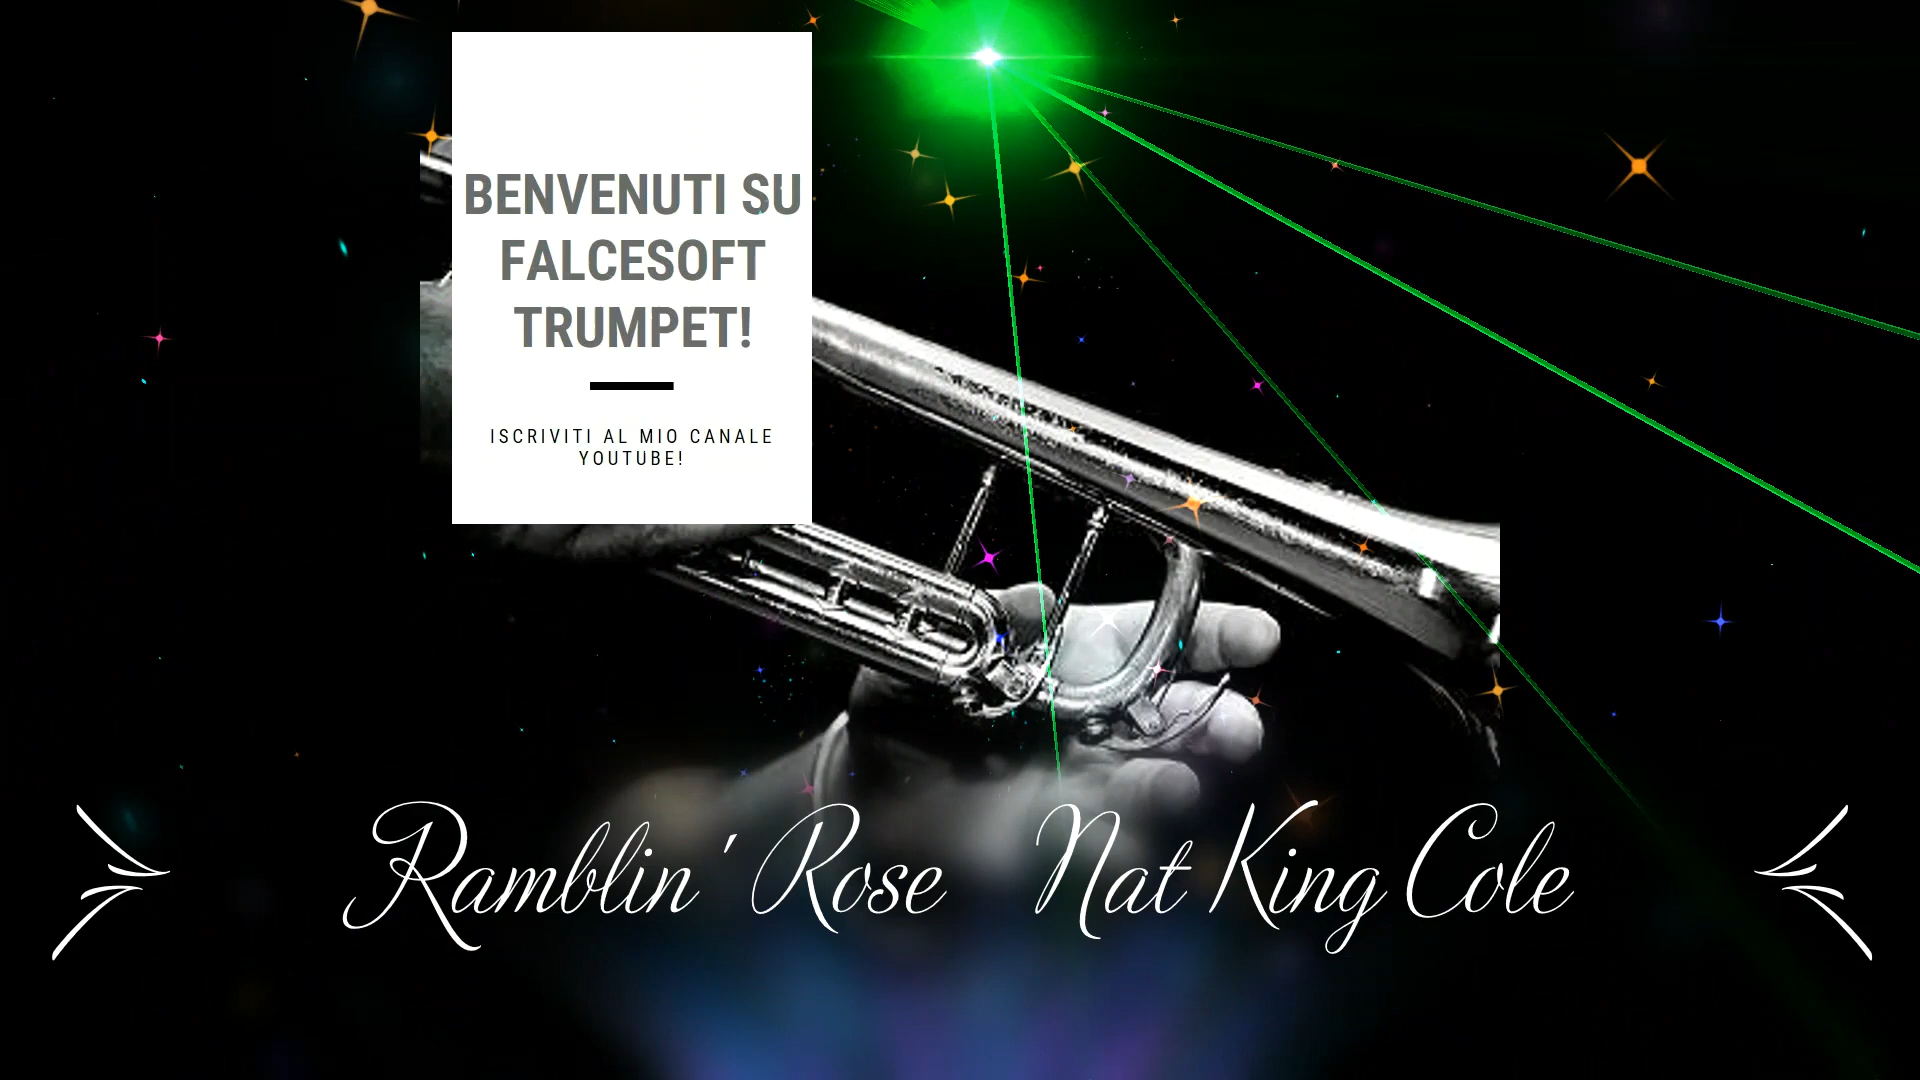 BENVENUTI SU
FALCESOFT
TRUMPET!
ISCRIVITI AL MIO CANALE
YOUTUBE!
Ramblin' Rose Nat King Cole